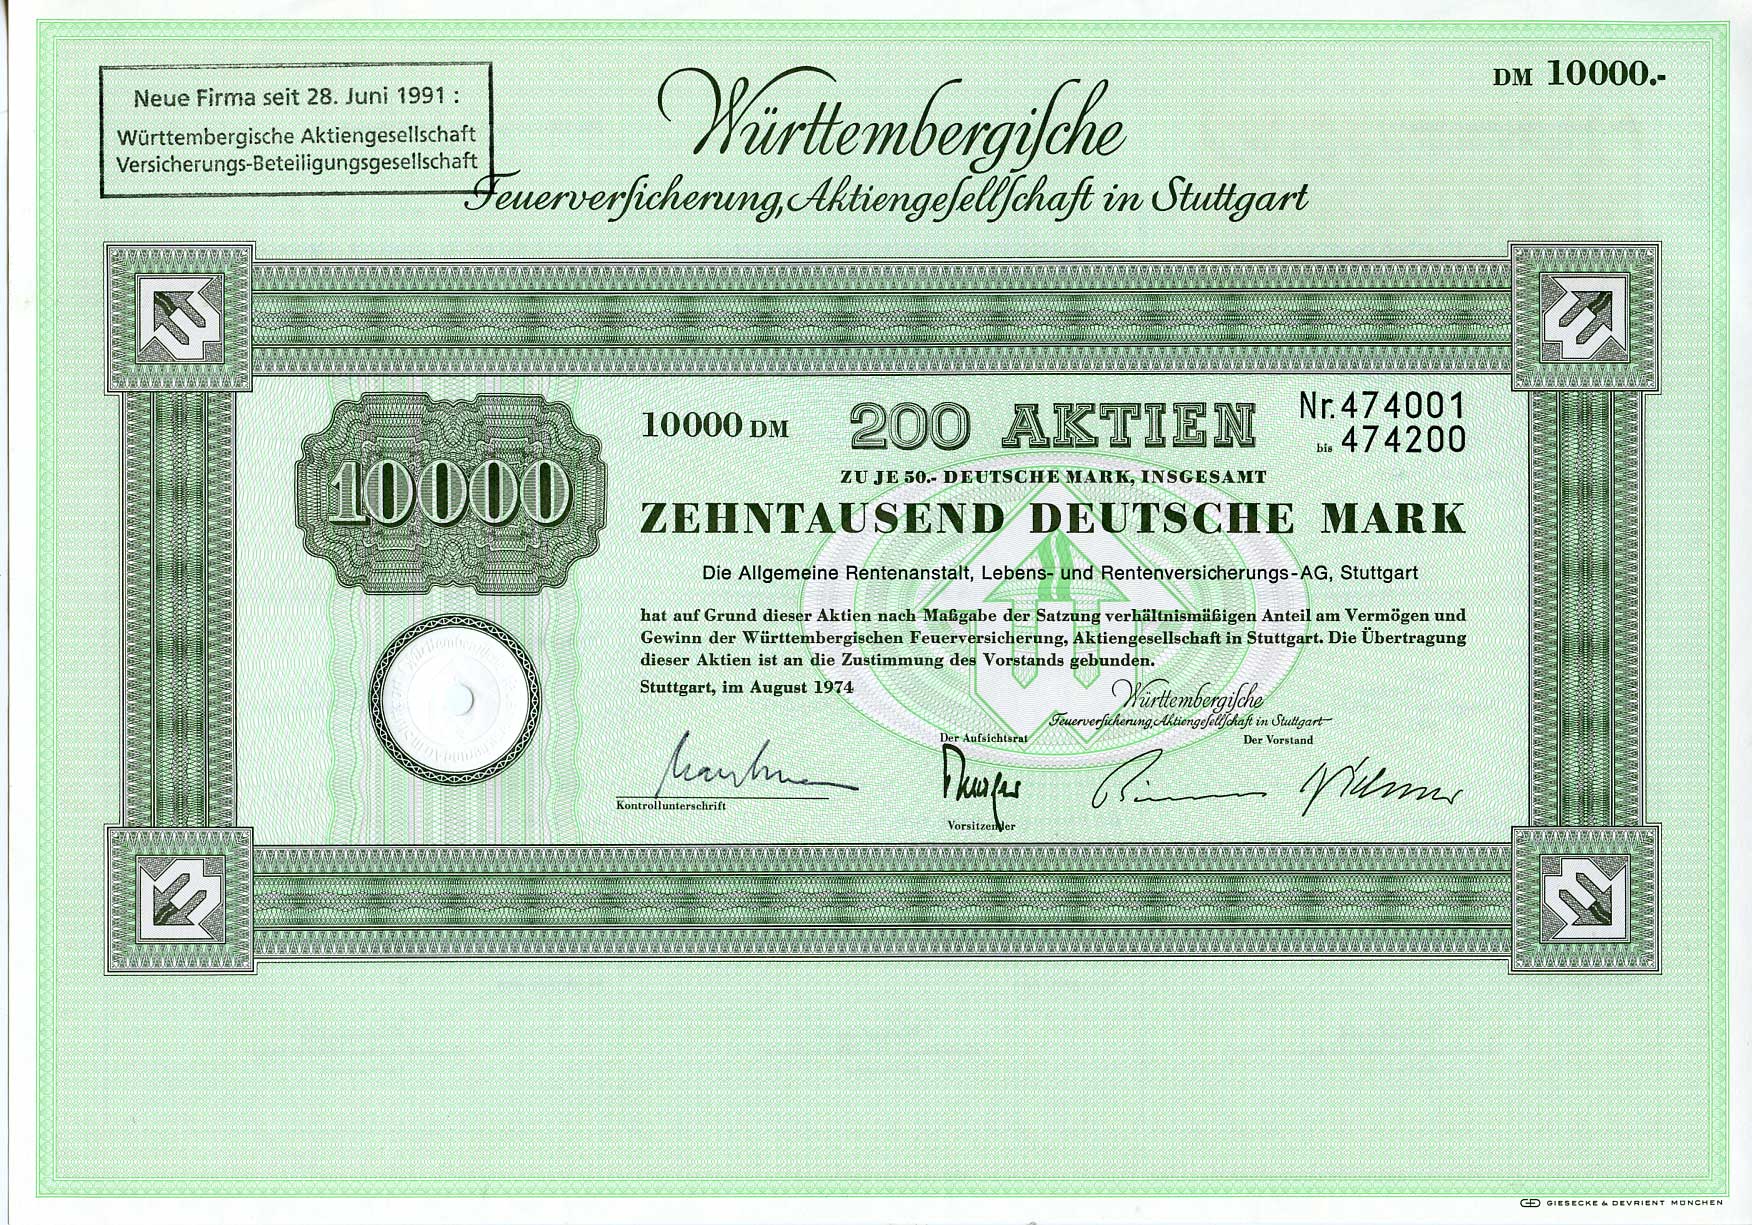 Neue Firma seit 28. Juni 1991 :
Württembergische Aktiengesellschaft
Versicherungs-Beteiligungsgesellschaft
DM 10000.-
Württembergische
Feuerversicherung, Aktiengesellschaft in Stuttgart
10000
10000 DM
200 AKTIEN
Nr. 474001
bis 474200
ZU JE 50.- DEUTSCHE MARK, INSGESAMT
ZEHNTAUSEND DEUTSCHE MARK
Die Allgemeine Rentenanstalt, Lebens- und Rentenversicherungs-AG, Stuttgart
hat auf Grund dieser Aktien nach Maßgabe der Satzung verhältnismäßigen Anteil am Vermögen und
Gewinn der Württembergischen Feuerversicherung, Aktiengesellschaft in Stuttgart. Die Übertragung
dieser Aktien ist an die Zustimmung des Vorstands gebunden.
Stuttgart, im August 1974
Württembergische
Feuerversicherung, Aktiengesellschaft in Stuttgart
Der Aufsichtsrat
Der Vorstand
Kontrollunterschrift
Vorsitzender
GIESECKE & DEVRIENT MÜNCHEN